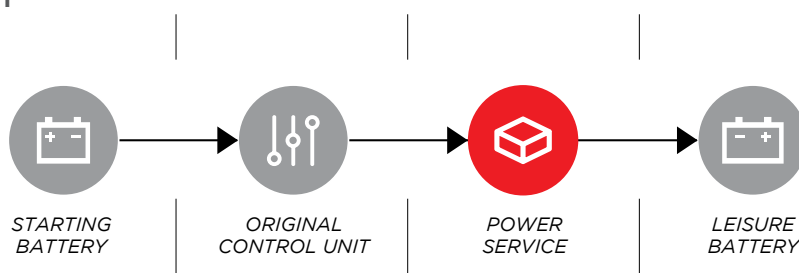 STARTING
BATTERY
ORIGINAL
CONTROL UNIT
POWER
SERVICE
LEISURE
BATTERY